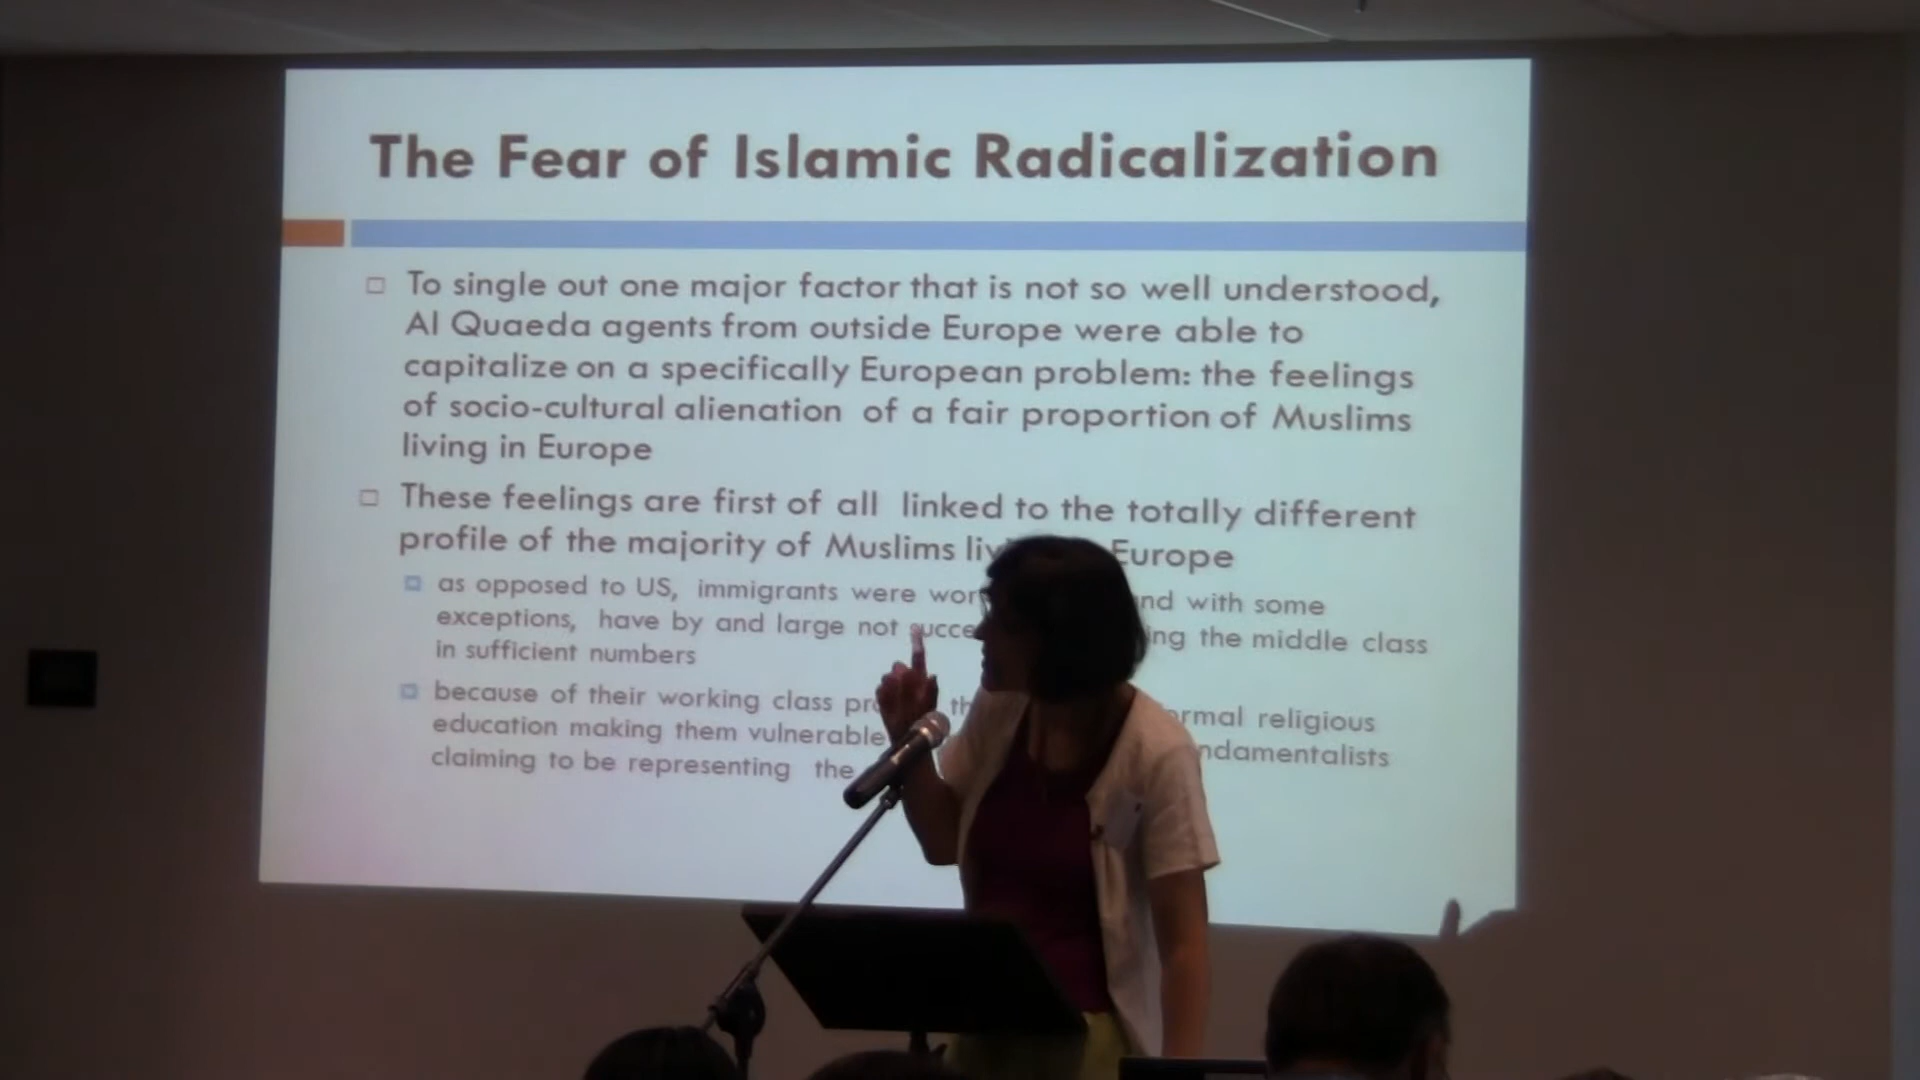 The Fear of Islamic Radicalization
To single out one major factor that is not so well understood,
Al Quaeda agents from outside Europe were able to
capitalize on a specifically European problem: the feelings
of socio-cultural alienation of a fair proportion of Muslims
living in Europe
These feelings are first of all linked to the totally different
profile of the majority of Muslims Europe
as opposed to US, immigrants were with some
exceptions, have by and large not the middle class
in sufficient numbers
because of their working class religious
education making them vulnerable
claiming to be representing the